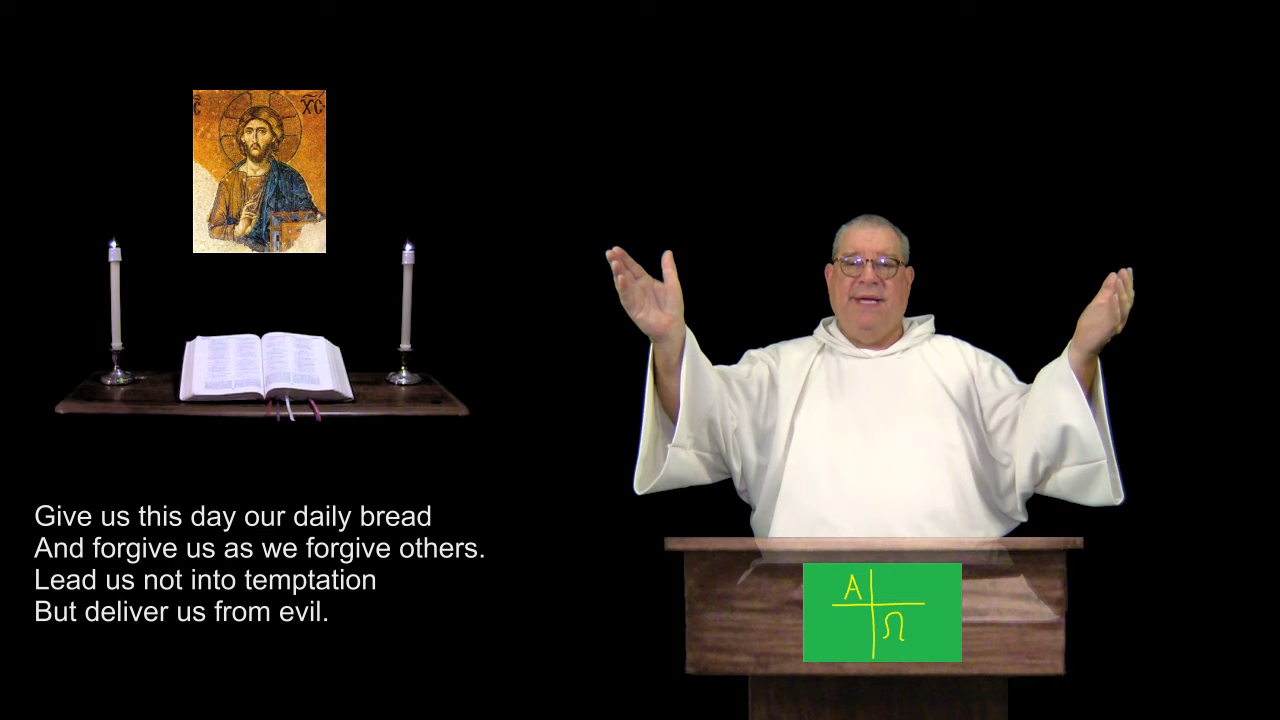 XC
Give us this day our daily bread
And forgive us as we forgive others.
Lead us not into temptation
But deliver us from evil.
A
Ω